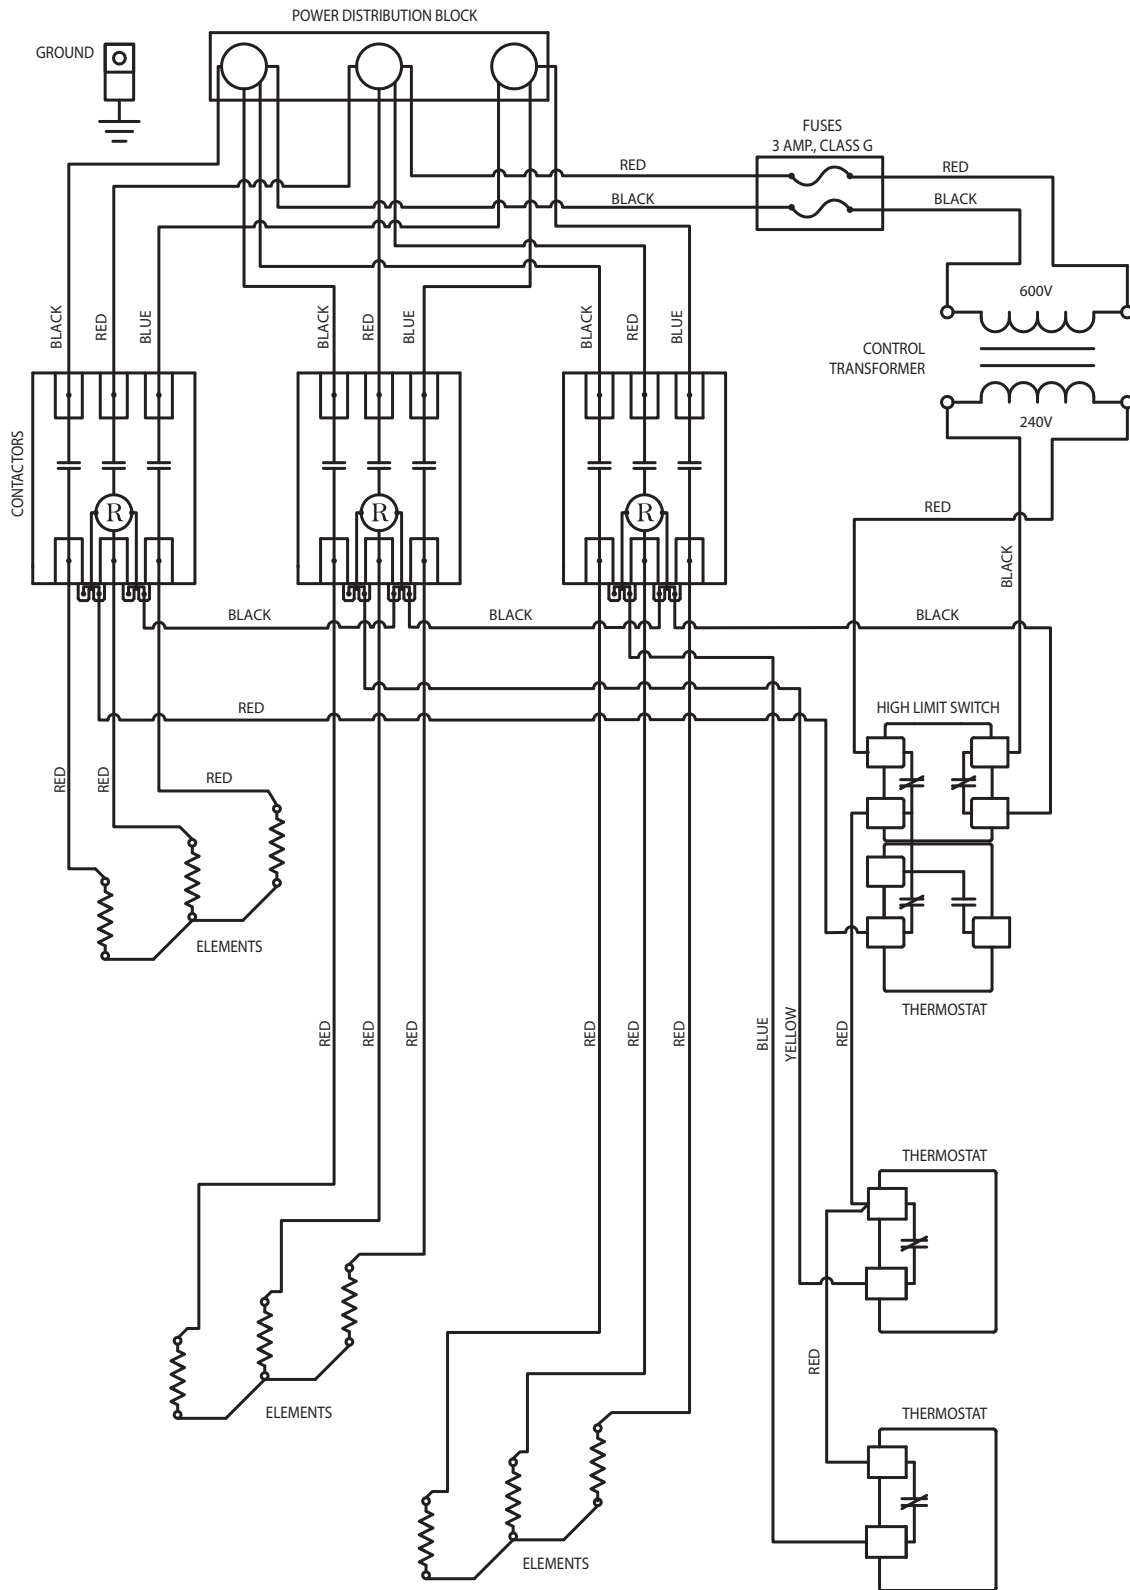 POWER DISTRIBUTION BLOCK
GROUND
FUSES
3 AMP., CLASS G
RED
RED
BLACK
BLACK
600V
BLACK
RED
BLUE
BLACK
RED
BLUE
BLACK
RED
BLUE
CONTROL
TRANSFORMER
240V
CONTACTORS
R
R
R
RED
BLACK
BLACK
BLACK
BLACK
RED
HIGH LIMIT SWITCH
RED
RED
RED
ELEMENTS
THERMOSTAT
RED
RED
RED
RED
RED
RED
BLUE
YELLOW
RED
THERMOSTAT
RED
ELEMENTS
THERMOSTAT
ELEMENTS